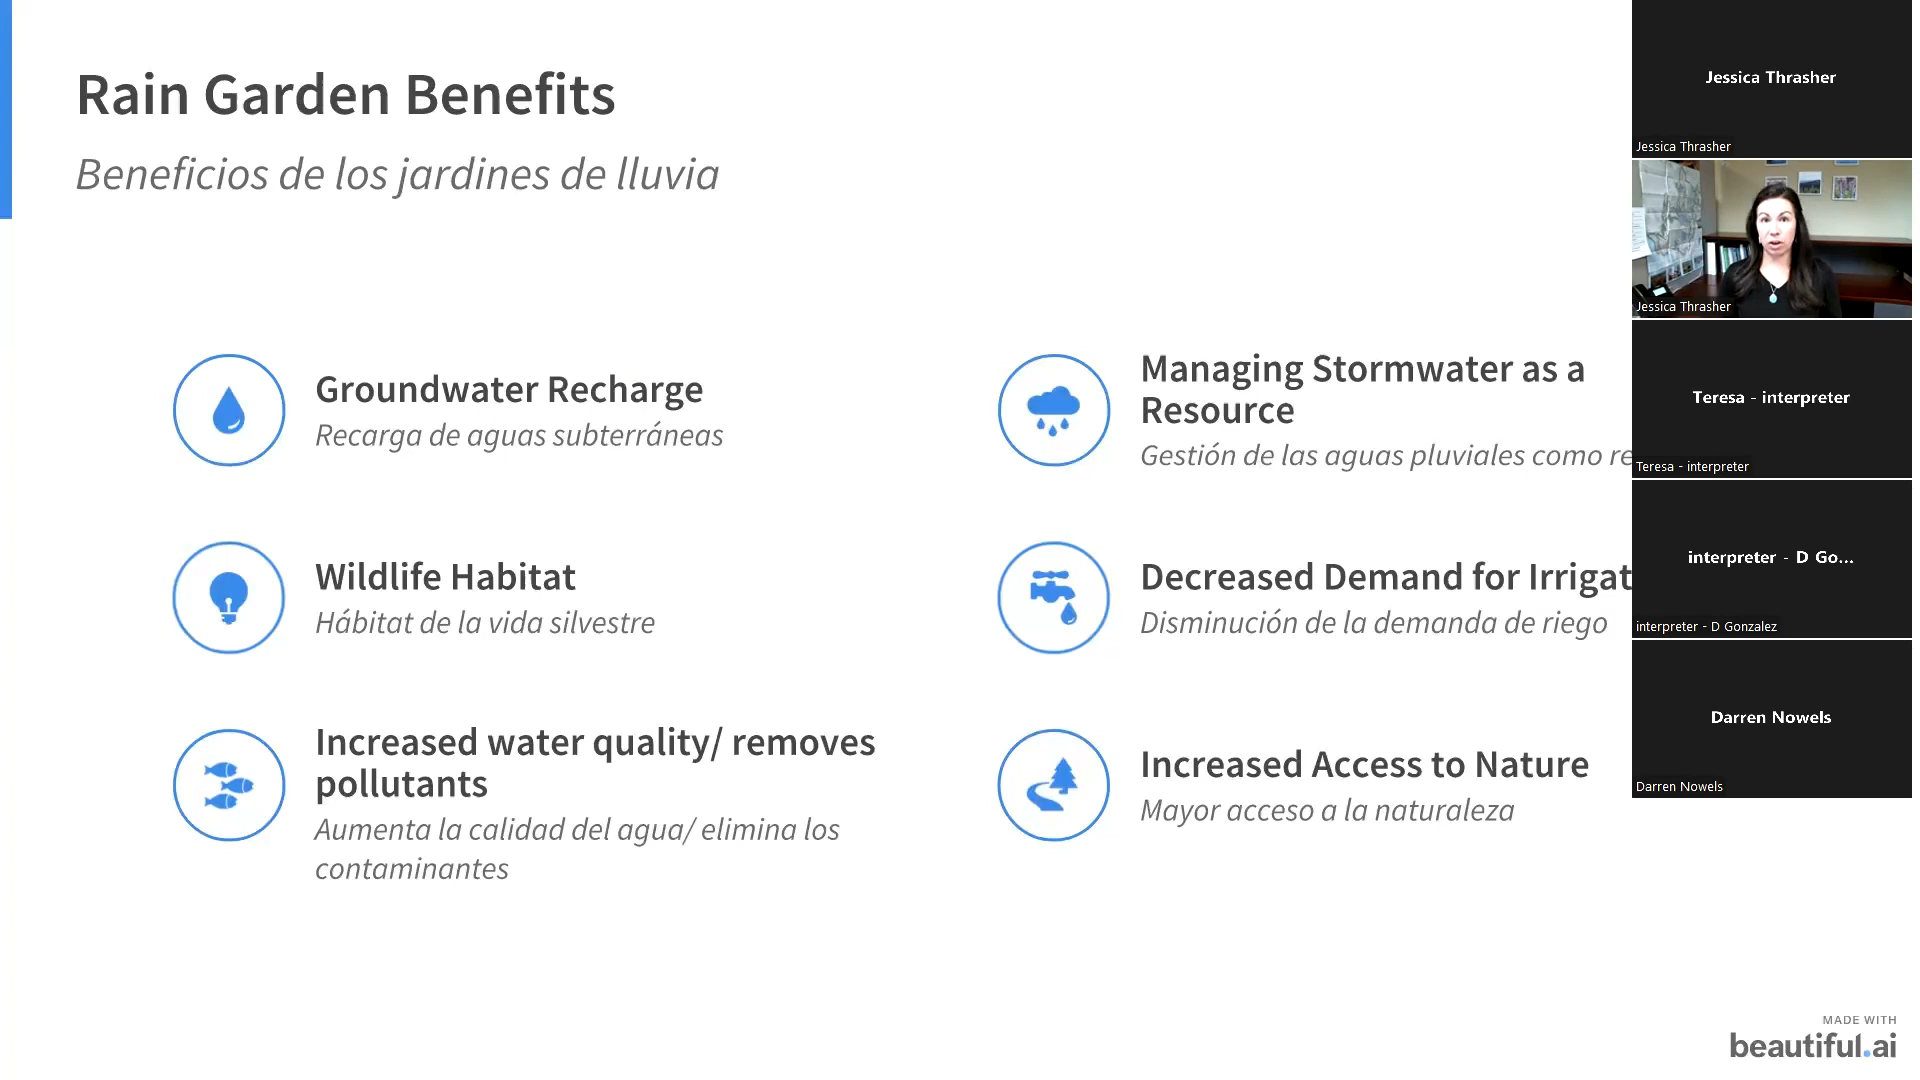 Rain Garden Benefits
Beneficios de los jardines de lluvia
Groundwater Recharge
Recarga de aguas subterráneas
Wildlife Habitat
Hábitat de la vida silvestre
Increased water quality/ removes
pollutants
Aumenta la calidad del agua/ elimina los
contaminantes
Managing Stormwater as a
Resource
Gestión de las aguas pluviales como re
Decreased Demand for Irrigat
Disminución de la demanda de riego
Increased Access to Nature
Mayor acceso a la naturaleza
Jessica Thrasher
Jessica Thrasher
Jessica Thrasher
Teresa - interpreter
Teresa - interpreter
interpreter - D Go...
interpreter - D Gonzalez
Darren Nowels
Darren Nowels
MADE WITH
beautiful.ai